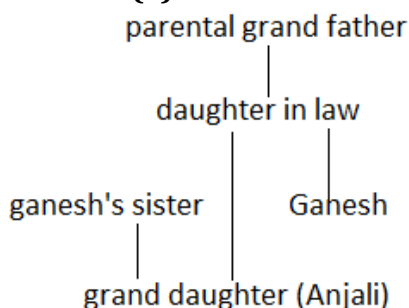 parental grand father
daughter in law
ganesh's sister
Ganesh
grand daughter (Anjali)